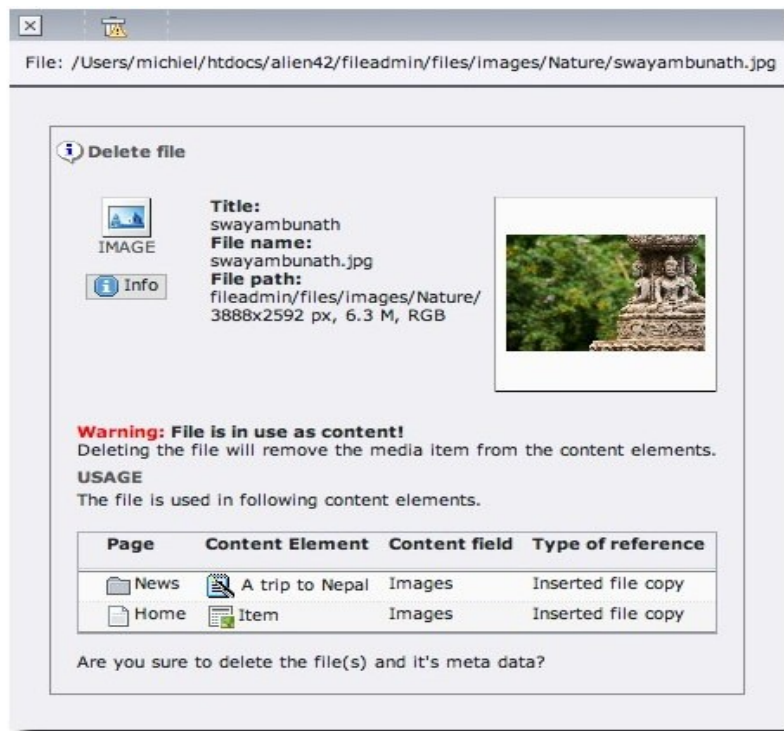 File: /Users/michiel/htdocs/alien42/fileadmin/files/images/Nature/swayambunath.jpg
Delete file
IMAGE
Info
Title:
swayambunath
File name:
swayambunath.jpg
File path:
fileadmin/files/images/Nature/
3888x2592 px, 6.3 M, RGB
Warning: File is in use as content!
Deleting the file will remove the media item from the content elements.
USAGE
The file is used in following content elements.
Page Content Element Content field Type of reference
News A trip to Nepal Images Inserted file copy
Home Item Images Inserted file copy
Are you sure to delete the file(s) and it's meta data?